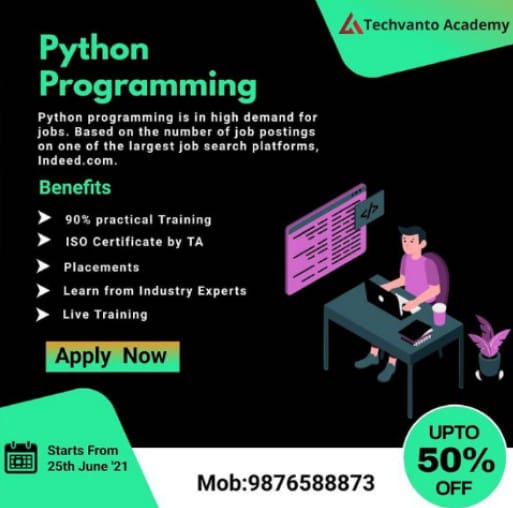 Techvanto Academy
Python
Programming
Python programming is in high demand for
jobs. Based on the number of job postings
on one of the largest job search platforms,
Indeed.com.
Benefits
90% practical Training
ISO Certificate by TA
Placements
Learn from Industry Experts
Live Training
</>
Apply Now
Starts From
25th June '21
Mob:9876588873
UPTO
50%
OFF